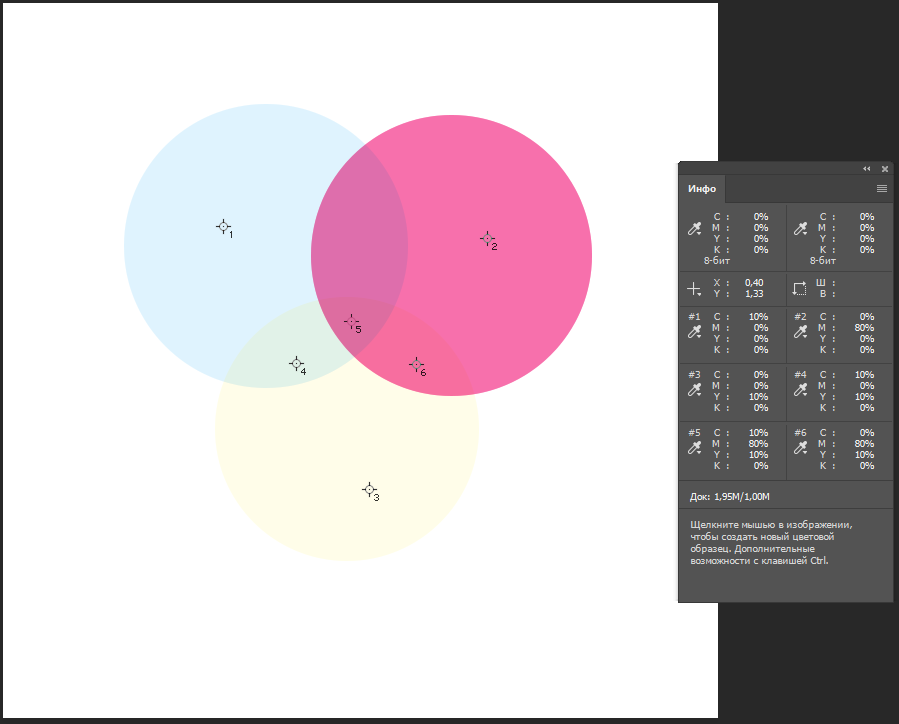 1
2
5
4
6
3
Инфо
C : 0% C : 0%
M : 0% M : 0%
Y : 0% Y : 0%
K : 0% K : 0%
8-бит 8-бит
X : 0,40 Ш :
Y : 1,33 В :
#1 C : 10% #2 C : 0%
M : 0% M : 80%
Y : 0% Y : 0%
K : 0% K : 0%
#3 C : 0% #4 C : 10%
M : 0% M : 0%
Y : 10% Y : 10%
K : 0% K : 0%
#5 C : 10% #6 C : 0%
M : 80% M : 80%
Y : 10% Y : 10%
K : 0% K : 0%
Док: 1,95M/1,00M
Щелкните мышью в изображении,
чтобы создать новый цветовой
образец. Дополнительные
возможности с клавишей Ctrl.